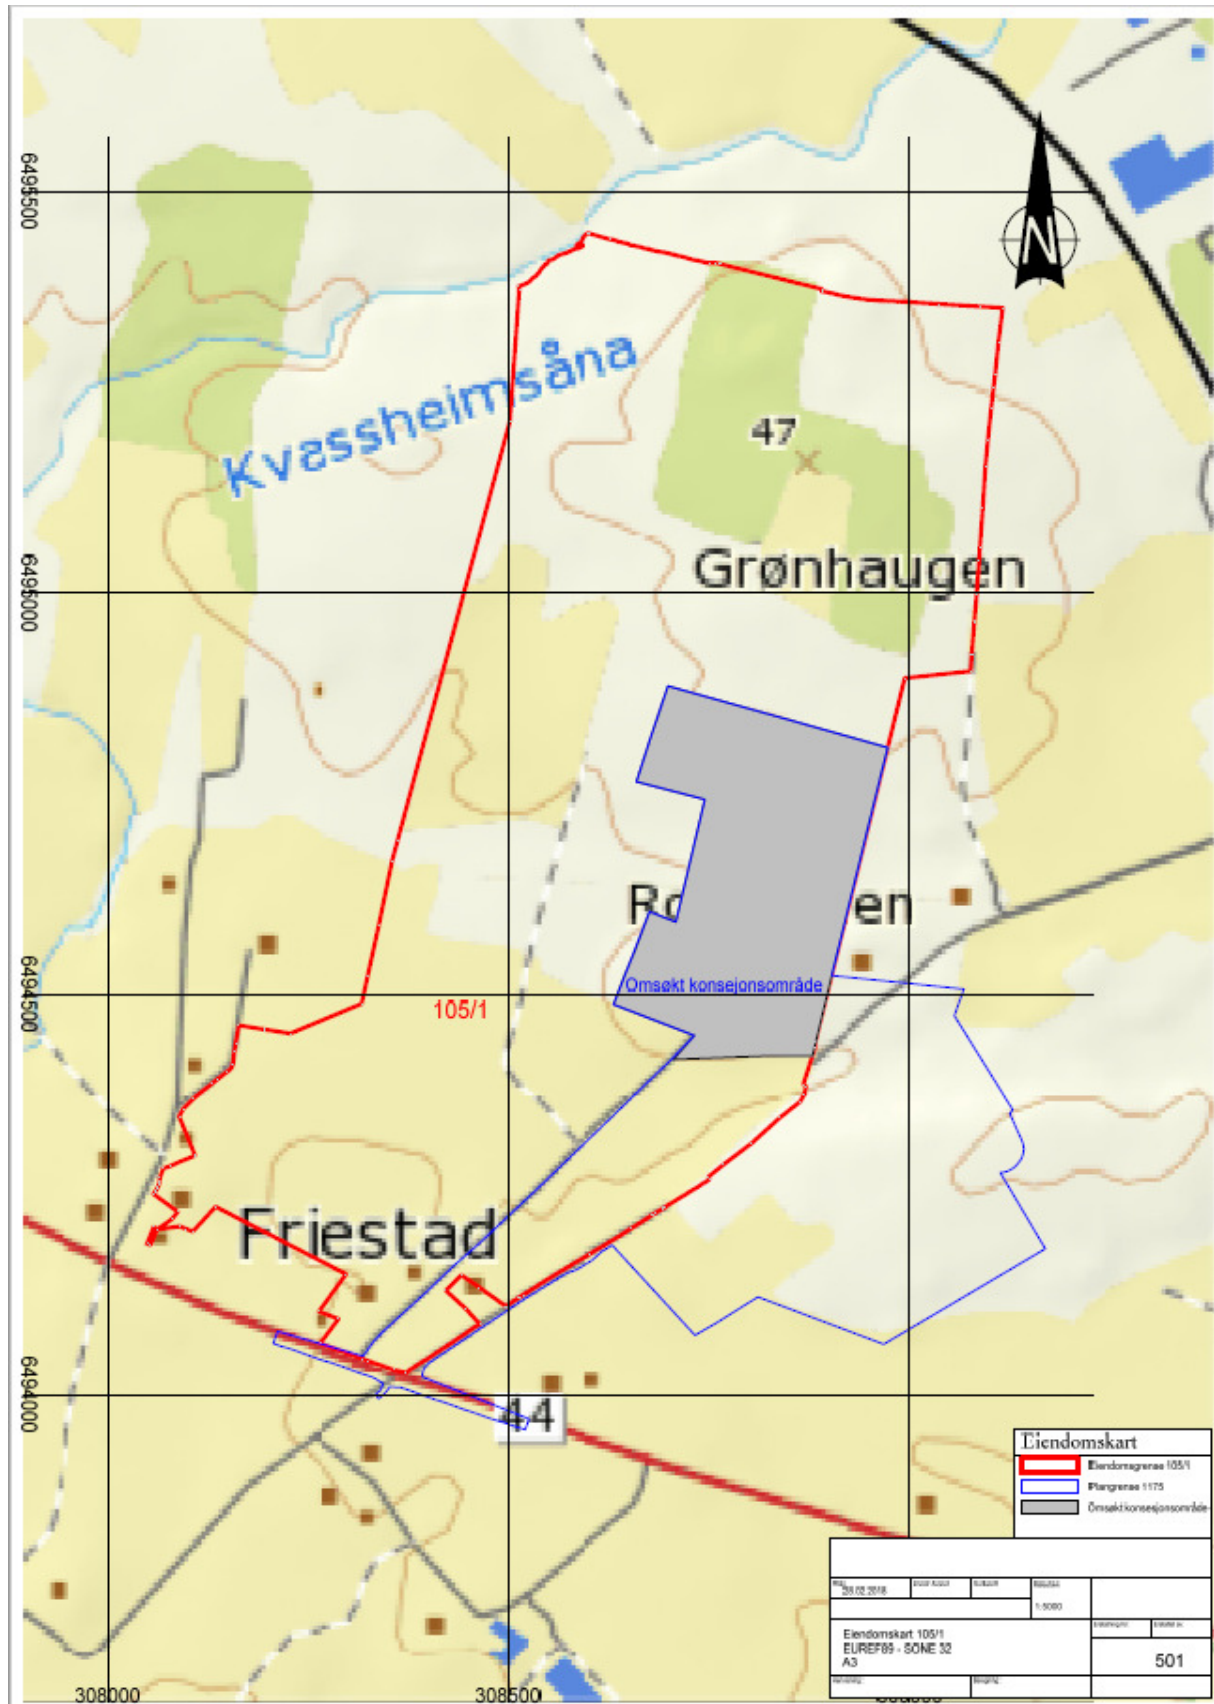 6495500
N
Kvassheimsåna
47
Grønhaugen
6495000
Ro
en
Omsøkt konsejonsområde
105/1
6494500
Friestad
44
6494000
Eiendomskart
Eiendomsgrense 105/1
Plangrense 1175
Omsøkt konsesjonsområde
28.02.2018
1:5000
Eiendomskart 105/1
EUREF89 - SONE 32
A3
501
308000
308500